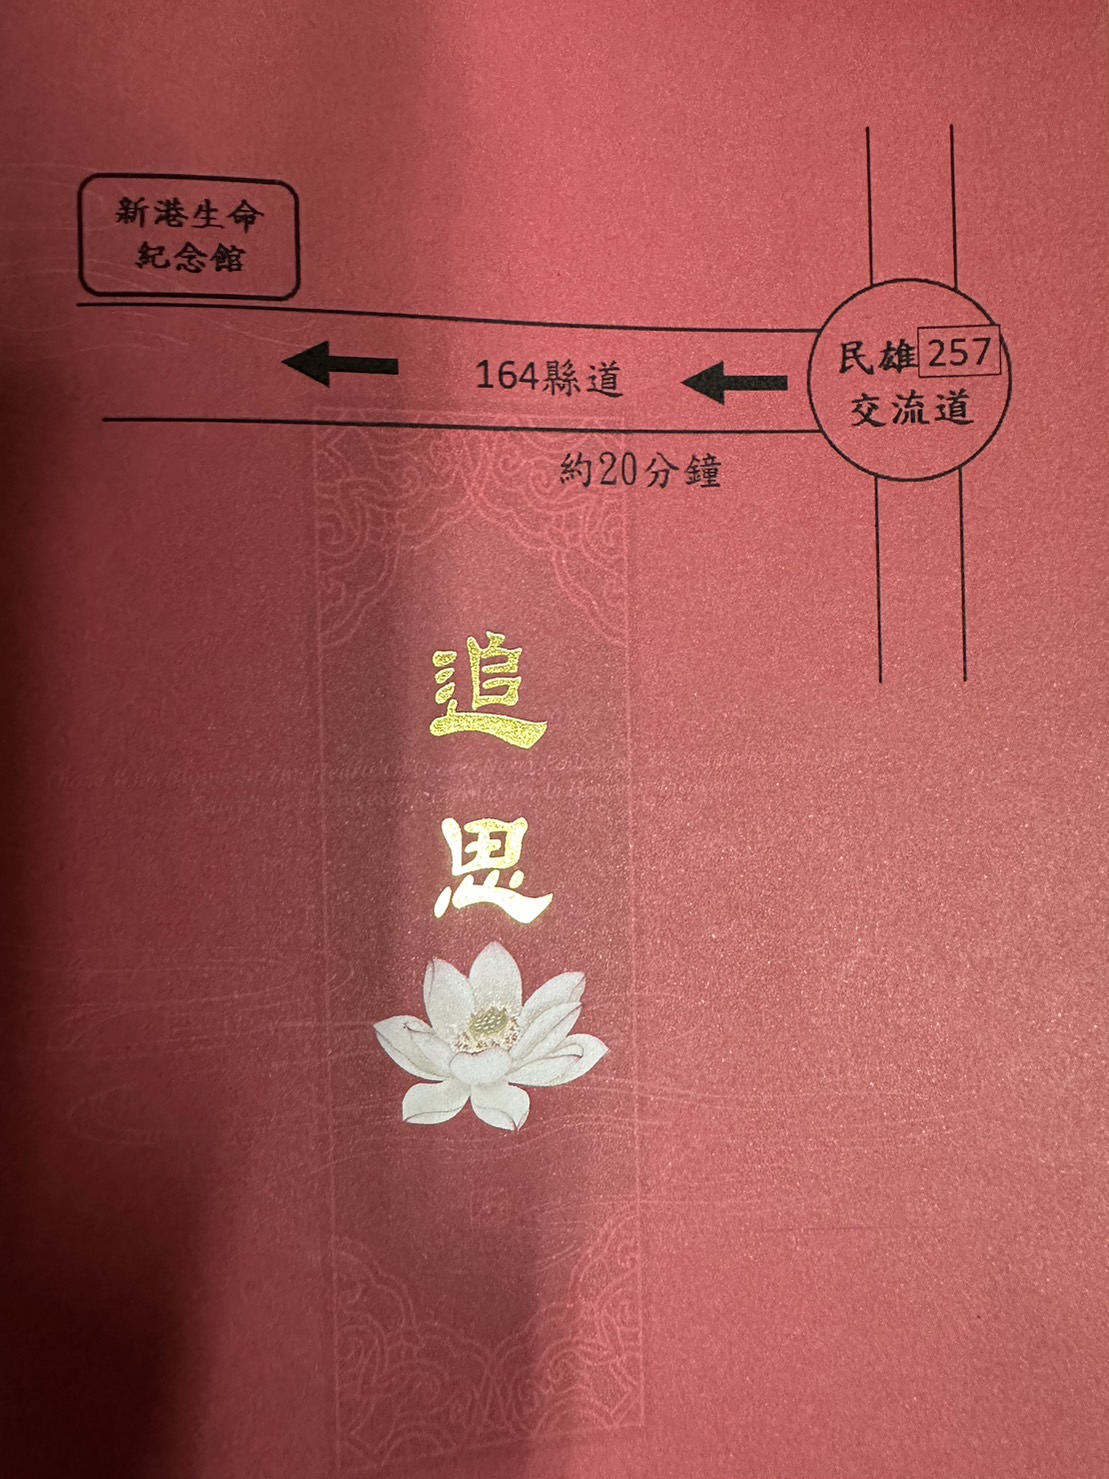 新港生命
紀念館
164縣道
民雄257
交流道
約20分鐘
追
思